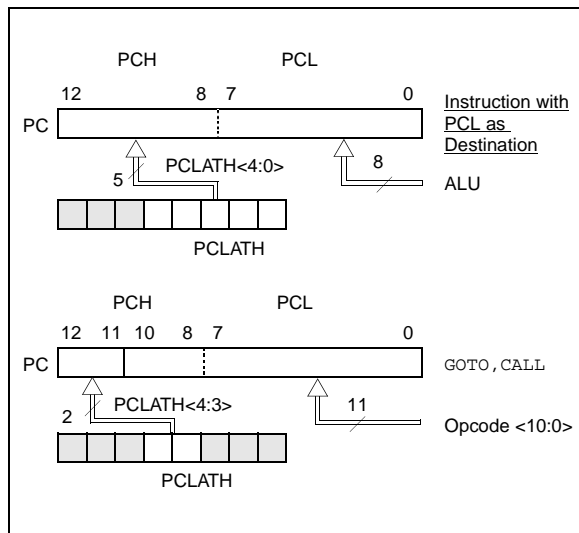 PCH PCL
12 8 7 0
PC
Instruction with
PCL as
Destination
5 PCLATH<4:0> 8
ALU
PCLATH
PCH PCL
12 11 10 8 7 0
PC GOTO,CALL
2 PCLATH<4:3> 11
Opcode <10:0>
PCLATH